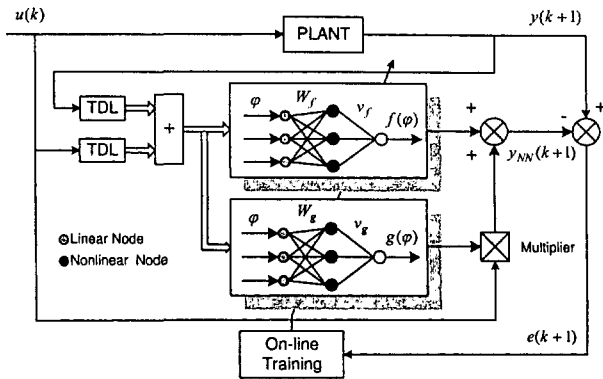 u(k)
PLANT
y(k+1)
TDL
TDL
+
φ
W_f
v_f
f(φ)
+
+
-
+
y_NN(k+1)
φ
W_g
v_g
g(φ)
Linear Node
Nonlinear Node
Multiplier
On-line
Training
e(k+1)